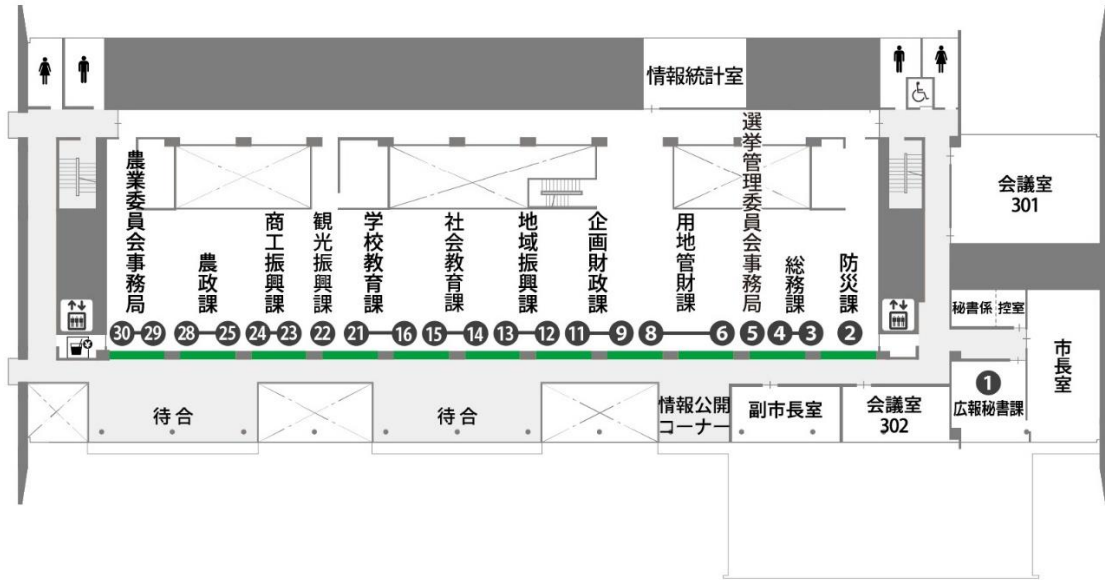 情報統計室
農業委員会事務局
農政課
商工振興課
観光振興課
学校教育課
社会教育課
地域振興課
企画財政課
用地管財課
選挙管理委員会事務局
総務課
防災課
会議室
301
30 29 28 25 24 23 22 21 16 15 14 13 12 11 9 8 6 5 4 3 2
秘書係 控室
市長室
1
広報秘書課
待合
待合
情報公開
コーナー
副市長室
会議室
302